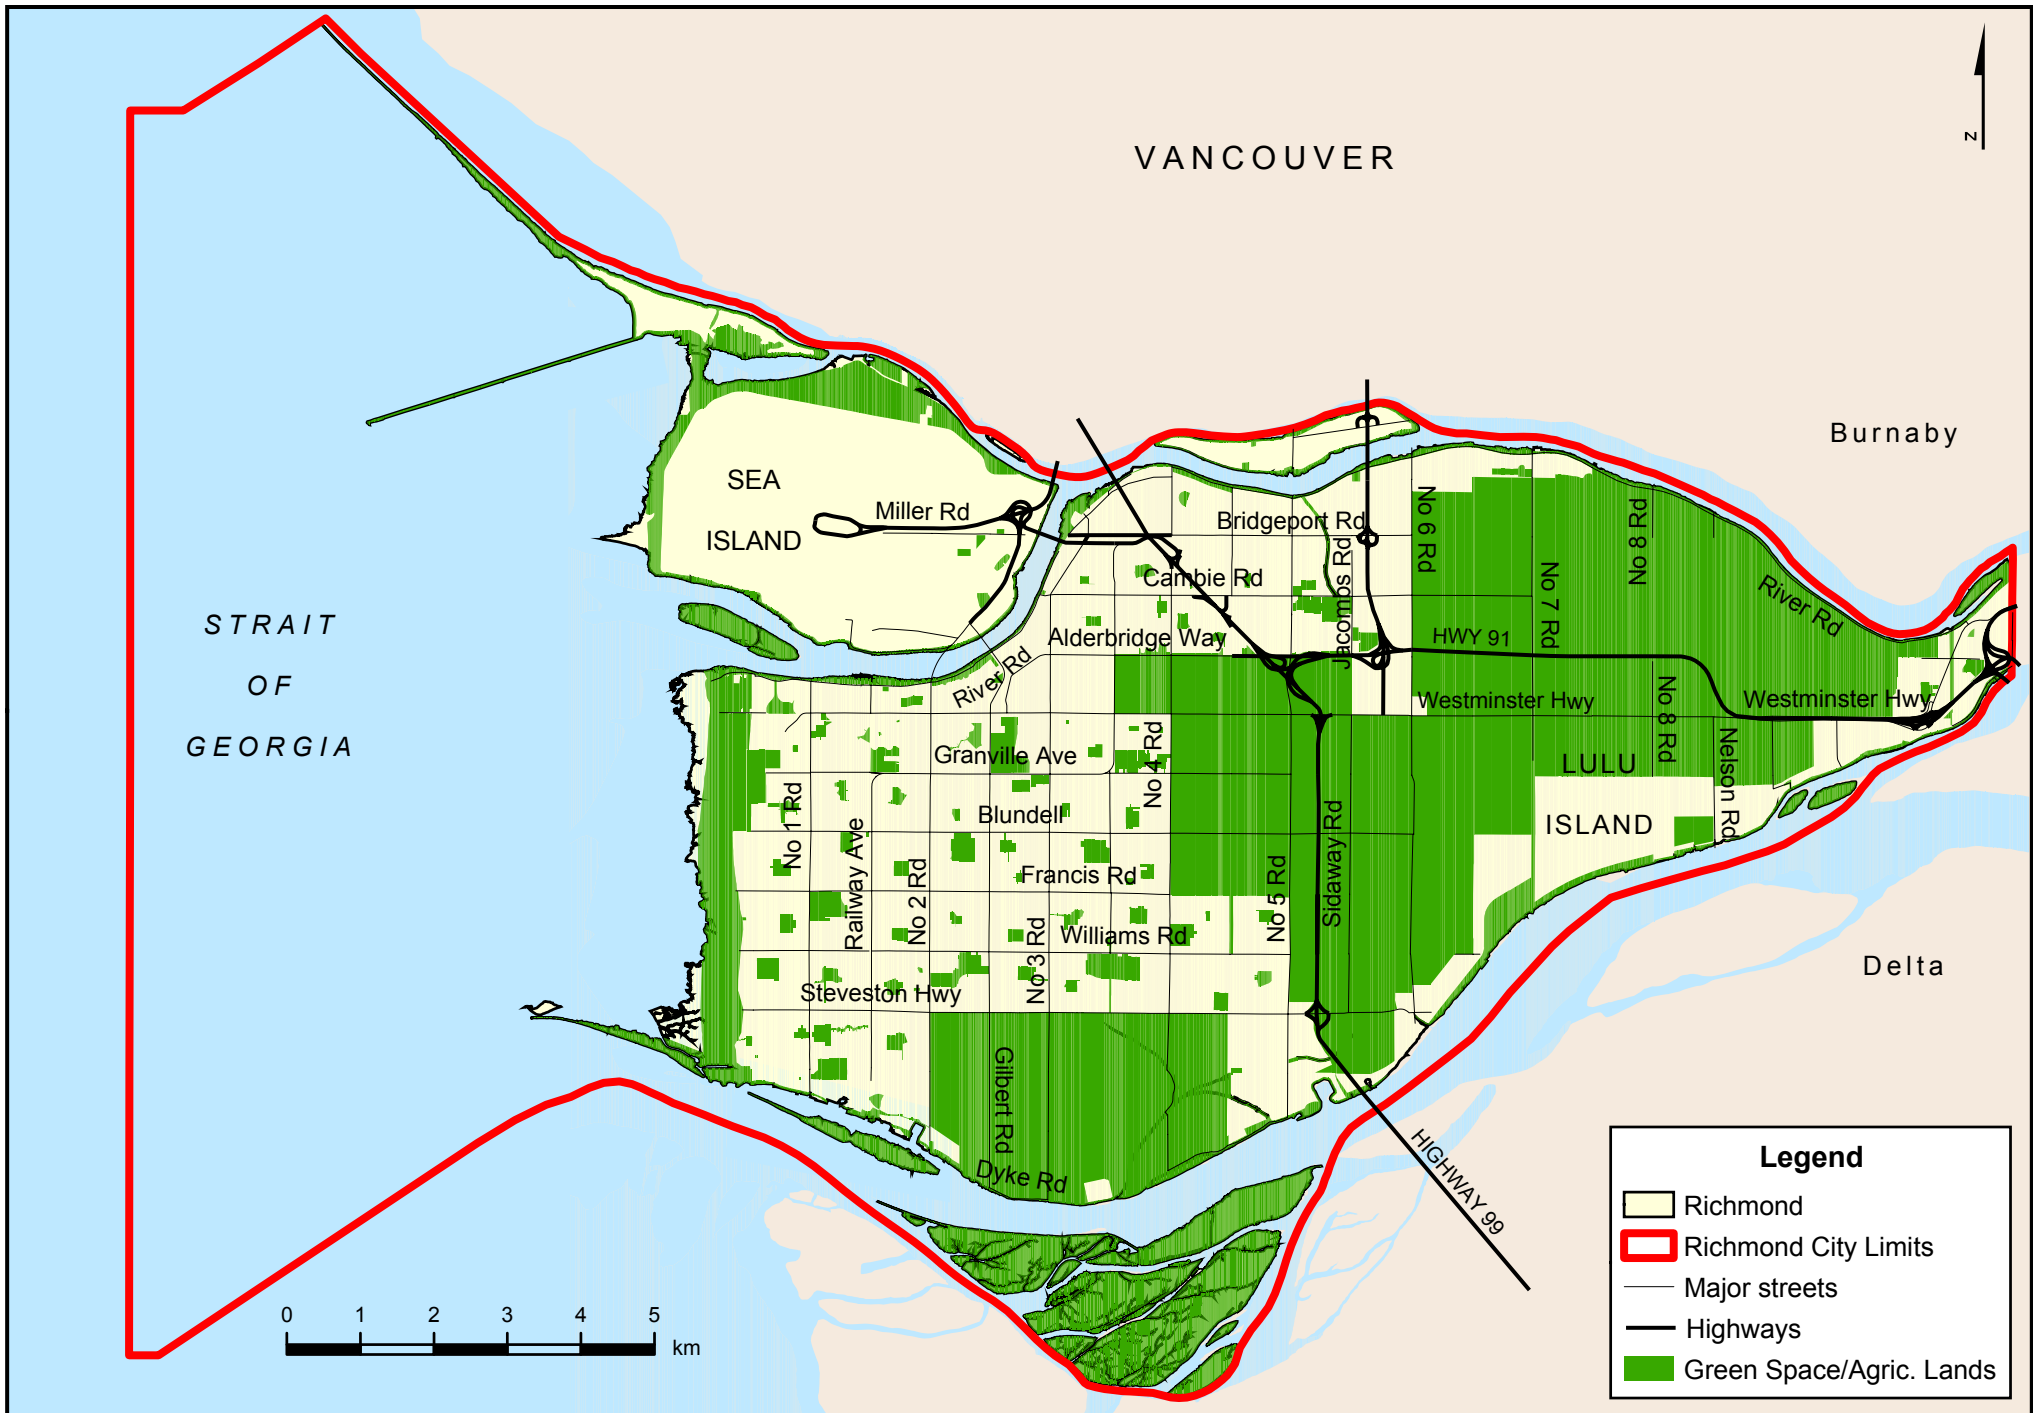 VANCOUVER
z
Burnaby
SEA
ISLAND
Miller Rd
Bridgeport Rd
No 6 Rd
No 8 Rd
Cambie Rd
Jacombs Rd
No 7 Rd
River Rd
STRAIT
OF
GEORGIA
Alderbridge Way
HWY 91
River Rd
Westminster Hwy
No 8 Rd
Westminster Hwy
Granville Ave
No 4 Rd
LULU
ISLAND
Nelson Rd
No 1 Rd
Blundell
Railway Ave
No 2 Rd
Francis Rd
No 5 Rd
Sidaway Rd
No 3 Rd
Williams Rd
Delta
Steveston Hwy
Gilbert Rd
Dyke Rd
HIGHWAY 99
Legend
Richmond
Richmond City Limits
Major streets
Highways
Green Space/Agric. Lands
0 1 2 3 4 5
km